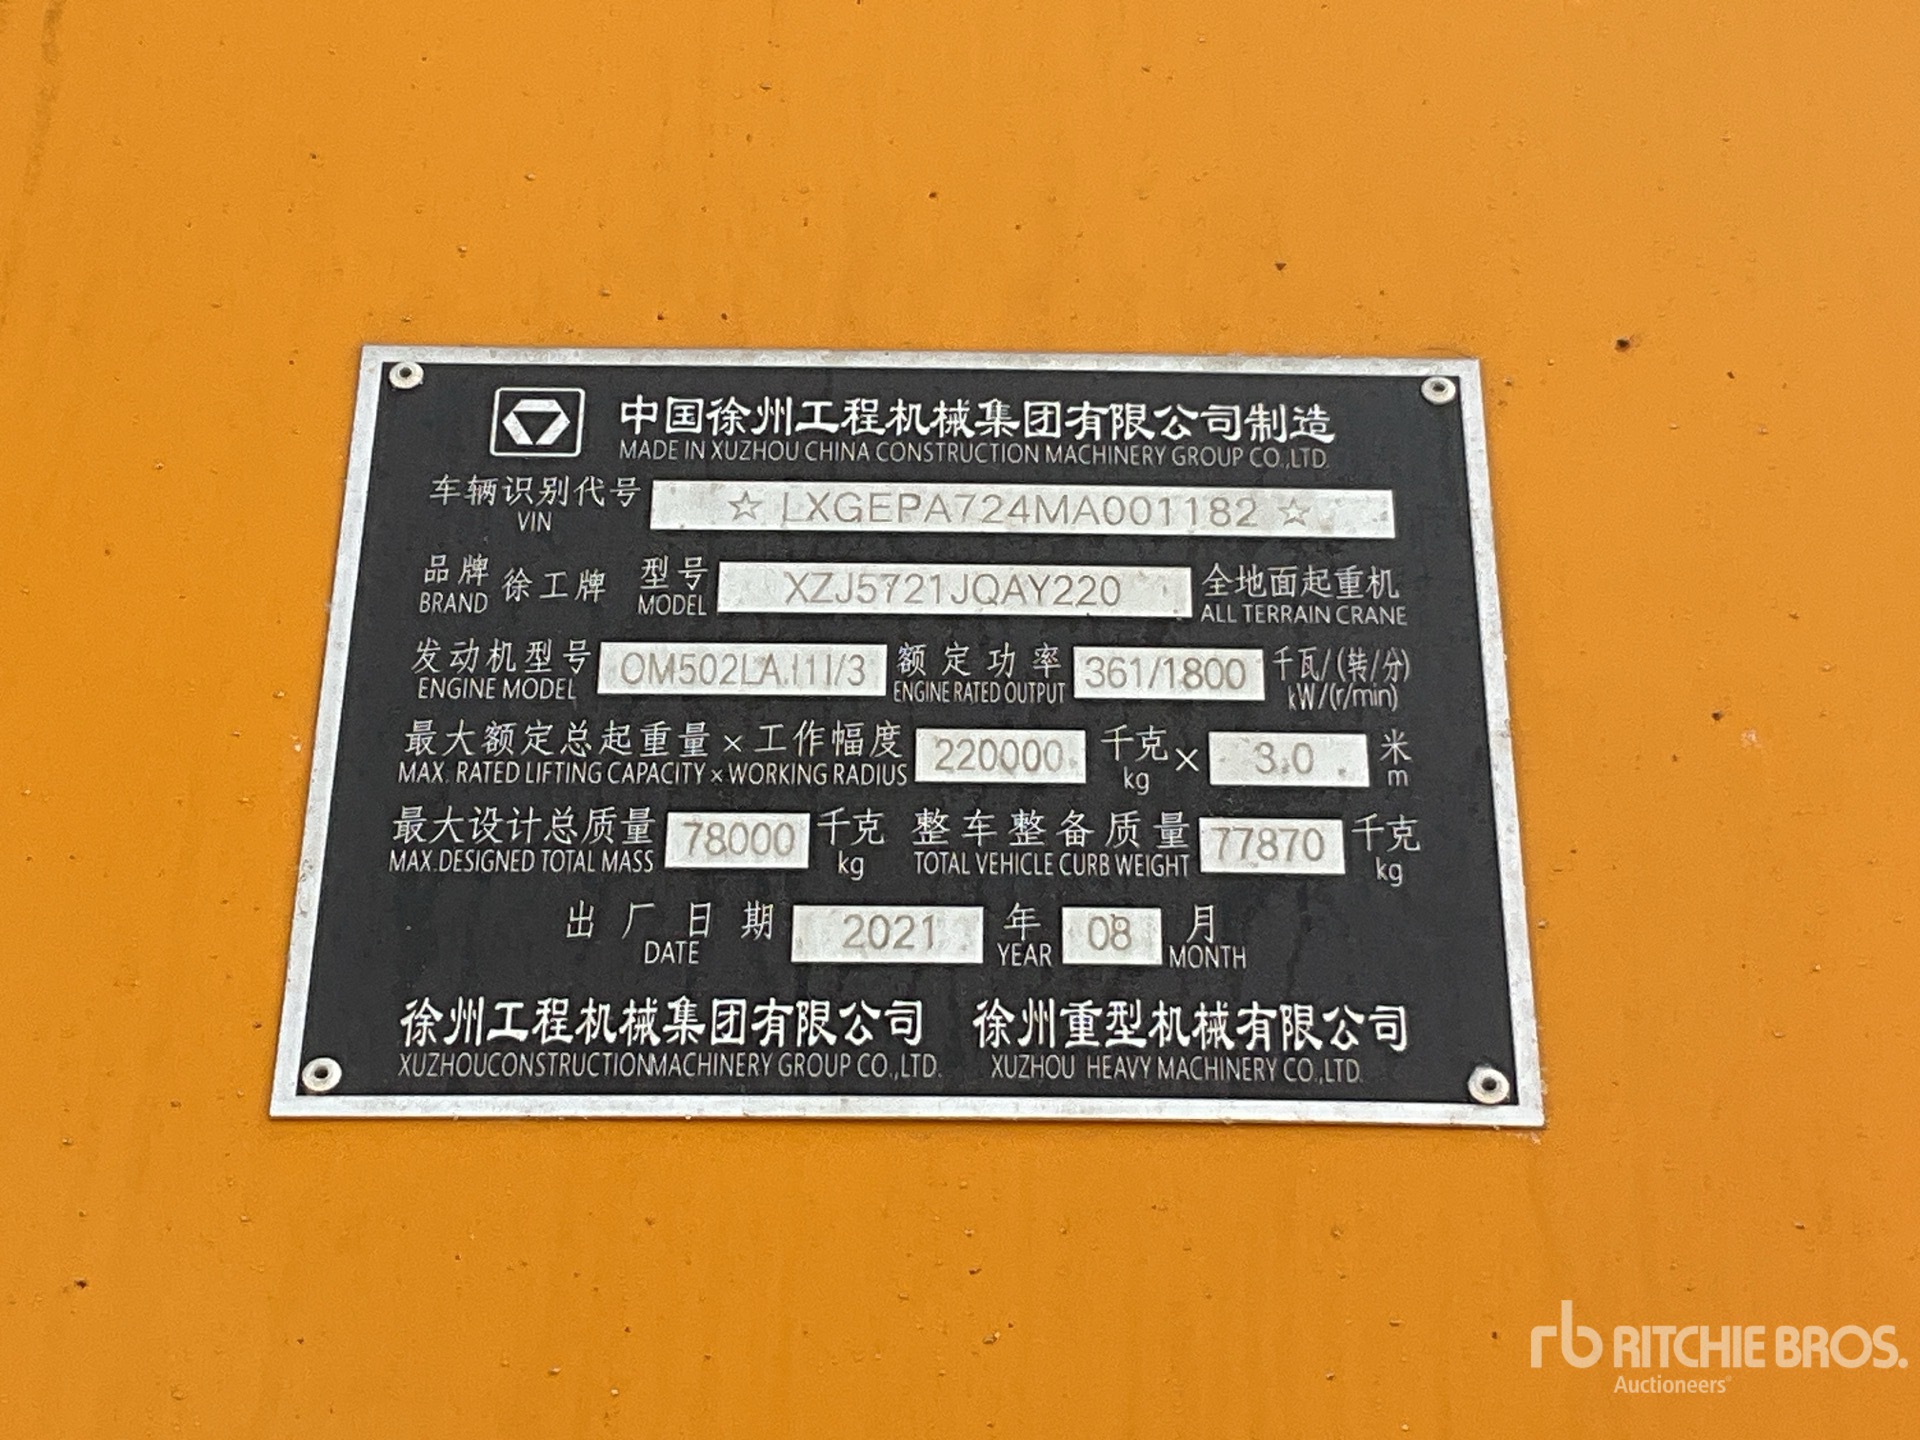 中国徐州工程机械集团有限公司制造
MADE IN XUZHOU CHINA CONSTRUCTION MACHINERY GROUP CO.,LTD.
车辆识别代号 ☆ LXGEPA724MA001182 ☆
VIN
品牌 徐工牌 型号 XZJ5721JQAY220 全地面起重机
BRAND MODEL ALL TERRAIN CRANE
发动机型号 OM502LA.III/3 额定功率 361/1800 千瓦/(转/分)
ENGINE MODEL ENGINE RATED OUTPUT kW/(r/min)
最大额定总起重量×工作幅度 220000 千克 × 3.0 米
MAX. RATED LIFTING CAPACITY×WORKING RADIUS kg m
最大设计总质量 78000 千克 整车整备质量 77870 千克
MAX.DESIGNED TOTAL MASS kg TOTAL VEHICLE CURB WEIGHT kg
出厂日期 2021 年 08 月
DATE YEAR MONTH
徐州工程机械集团有限公司 徐州重型机械有限公司
XUZHOUCONSTRUCTIONMACHINERY GROUP CO.,LTD. XUZHOU HEAVY MACHINERY CO.,LTD.
rb RITCHIE BROS.
Auctioneers